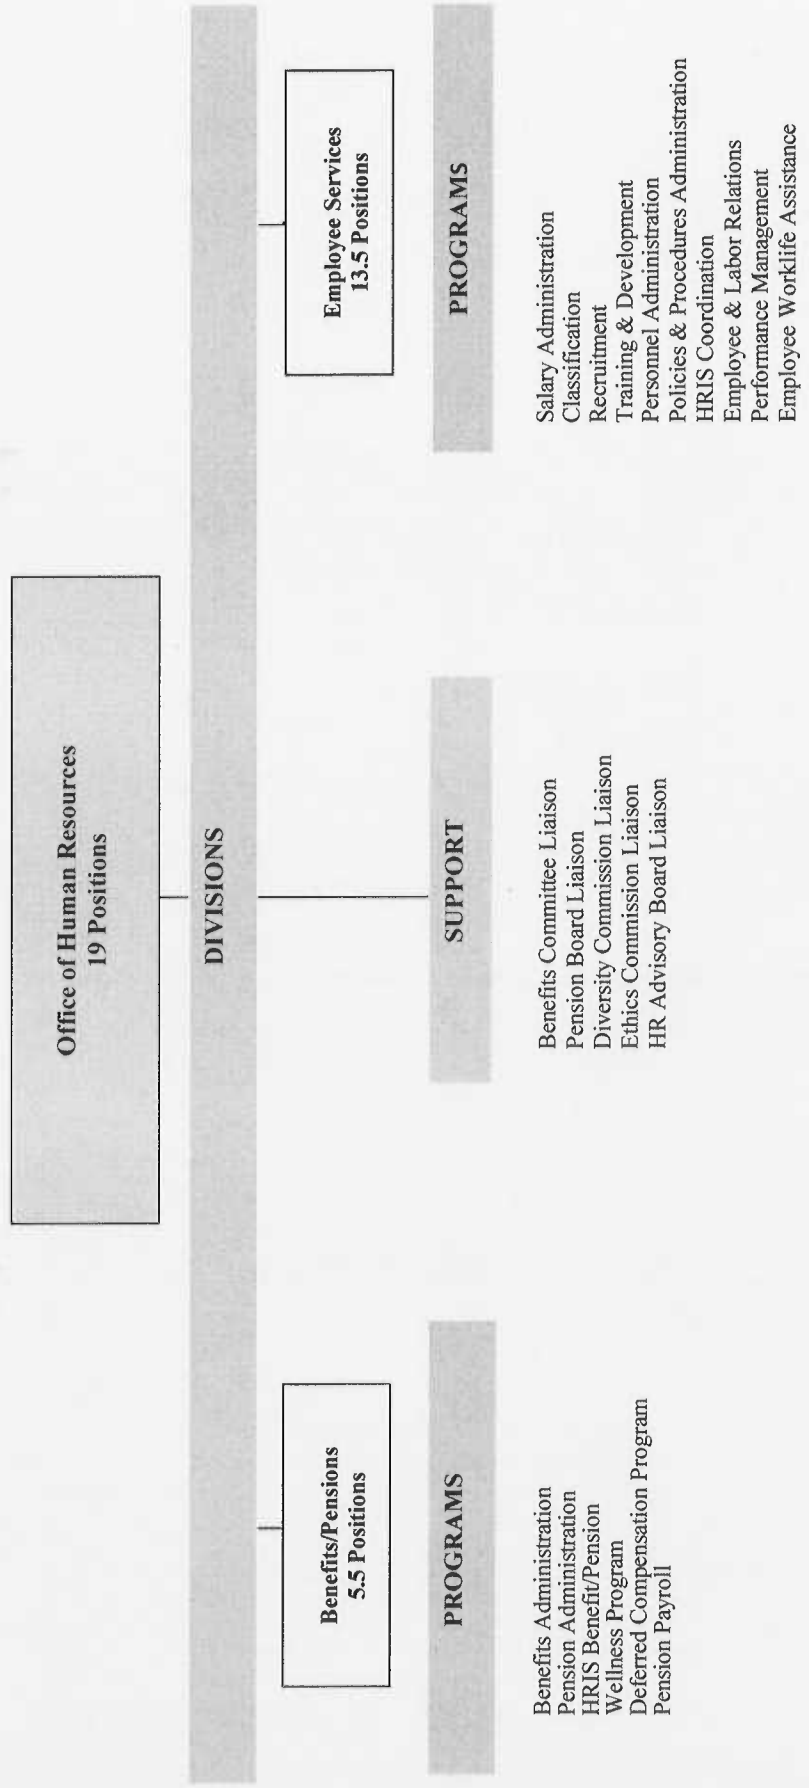 Office of Human Resources
19 Positions
DIVISIONS
Benefits/Pensions
5.5 Positions
PROGRAMS
Benefits Administration
Pension Administration
HRIS Benefit/Pension
Wellness Program
Deferred Compensation Program
Pension Payroll
SUPPORT
Benefits Committee Liaison
Pension Board Liaison
Diversity Commission Liaison
Ethics Commission Liaison
HR Advisory Board Liaison
Employee Services
13.5 Positions
PROGRAMS
Salary Administration
Classification
Recruitment
Training & Development
Personnel Administration
Policies & Procedures Administration
HRIS Coordination
Employee & Labor Relations
Performance Management
Employee Worklife Assistance